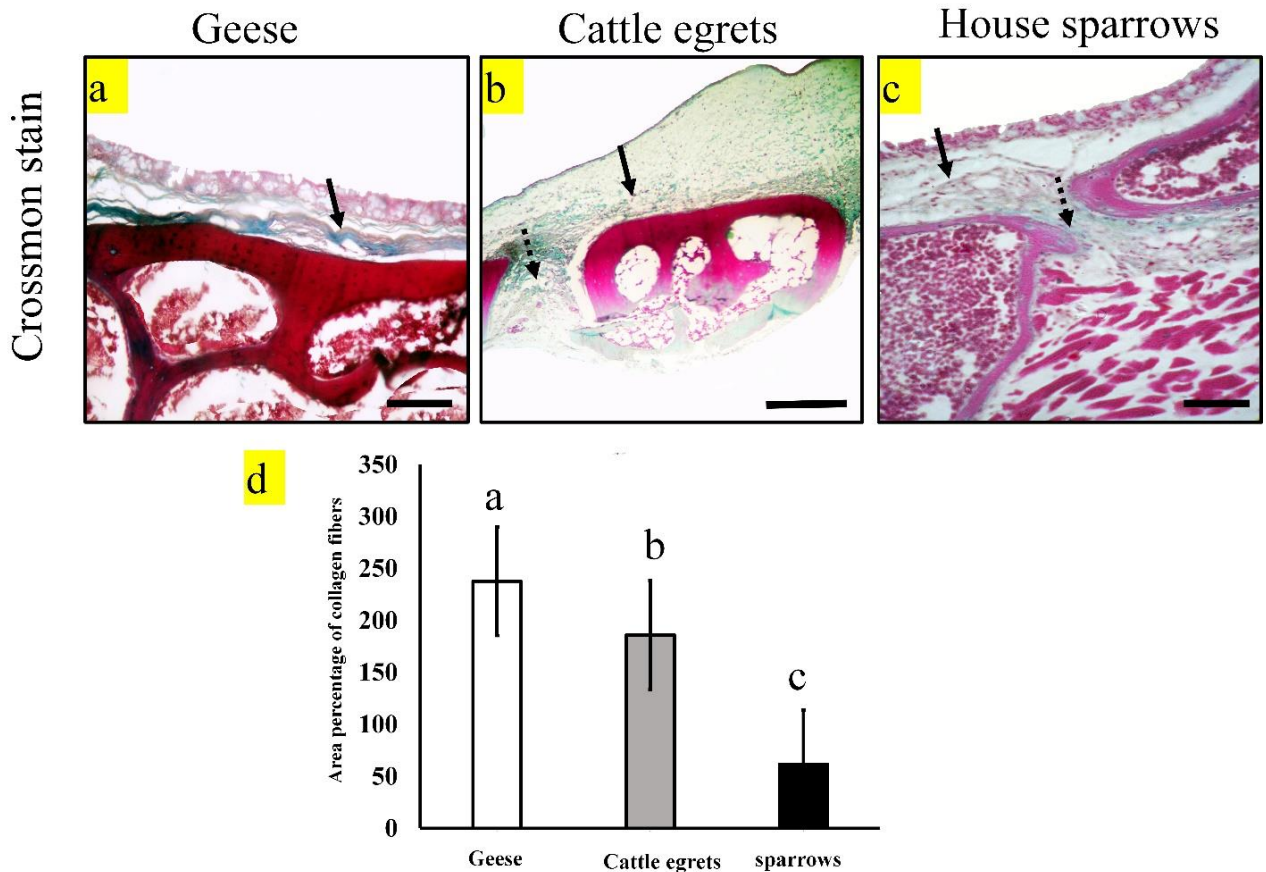 Geese
Cattle egrets
House sparrows
Crossmon stain
a
b
c
d
Area percentage of collagen fibers
350
300
250
200
150
100
50
0
a
b
c
Geese
Cattle egrets
sparrows